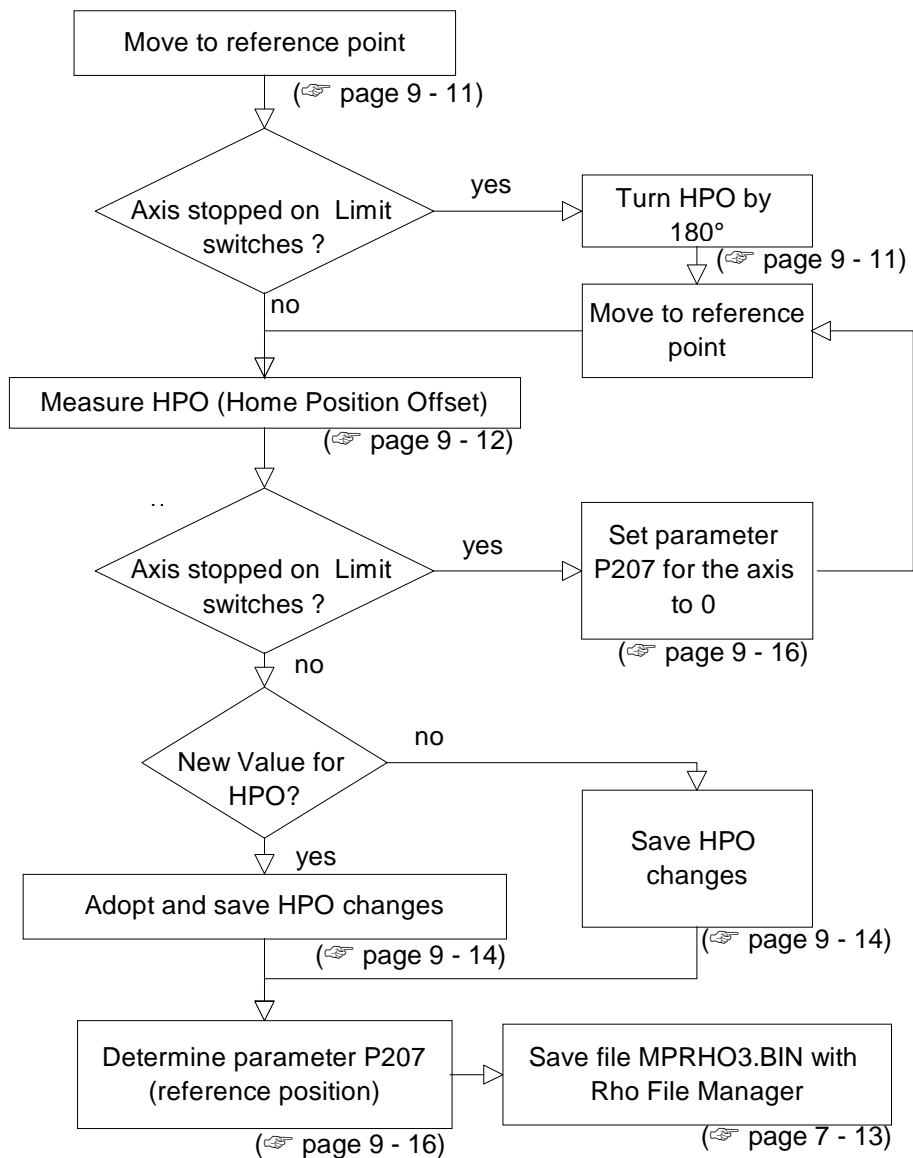 Move to reference point
(☞ page 9 - 11)
Axis stopped on Limit
switches ?
yes
Turn HPO by
180°
(☞ page 9 - 11)
no
Move to reference
point
Measure HPO (Home Position Offset)
(☞ page 9 - 12)
..
Axis stopped on Limit
switches ?
yes
Set parameter
P207 for the axis
to 0
(☞ page 9 - 16)
no
New Value for
HPO?
no
Save HPO
changes
(☞ page 9 - 14)
yes
Adopt and save HPO changes
(☞ page 9 - 14)
Determine parameter P207
(reference position)
(☞ page 9 - 16)
Save file MPRHO3.BIN with
Rho File Manager
(☞ page 7 - 13)